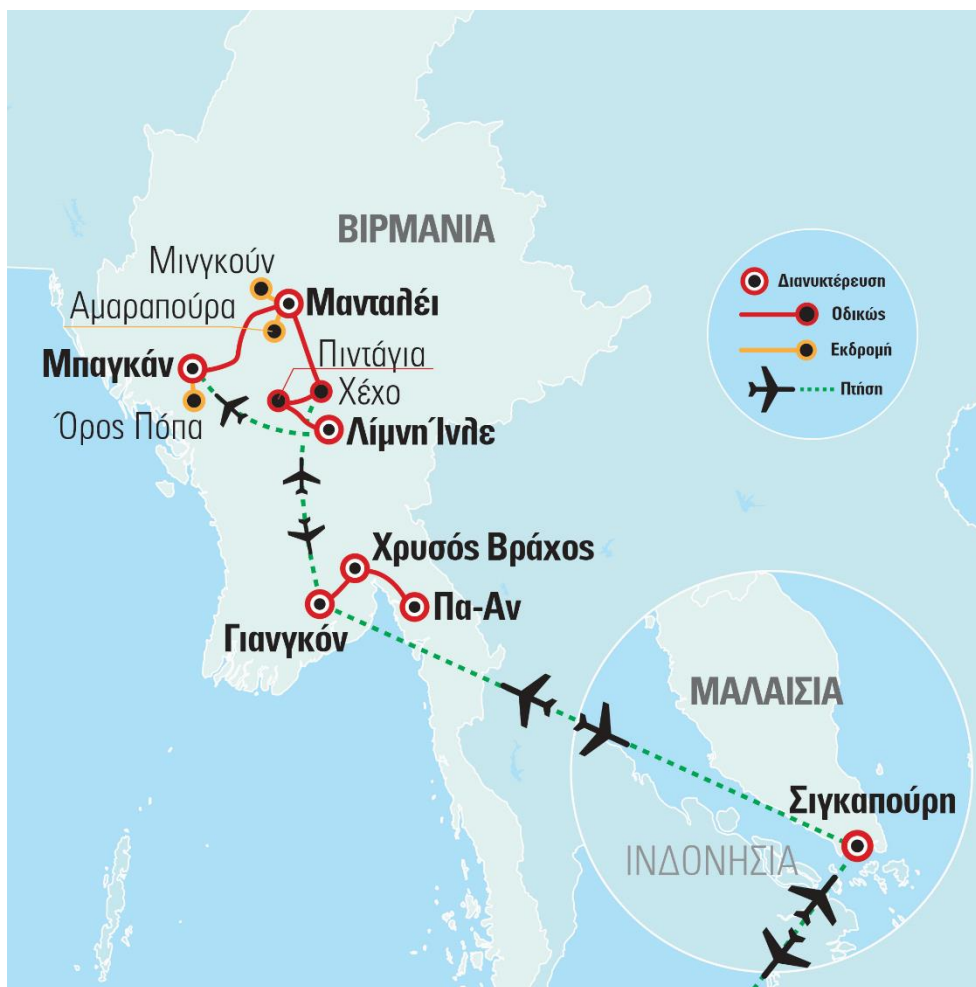 ΒΙΡΜΑΝΙΑ
Μινγκούν
Αμαραπούρα
Μανταλέι
Πιντάγια
Μπαγκάν
Χέχο
Όρος Πόπα
Λίμνη Ίνλε
Διανυκτέρευση
Οδικώς
Εκδρομή
Πτήση
Χρυσός Βράχος
Πα-Αν
Γιανγκόν
ΜΑΛΑΙΣΙΑ
Σιγκαπούρη
ΙΝΔΟΝΗΣΙΑ